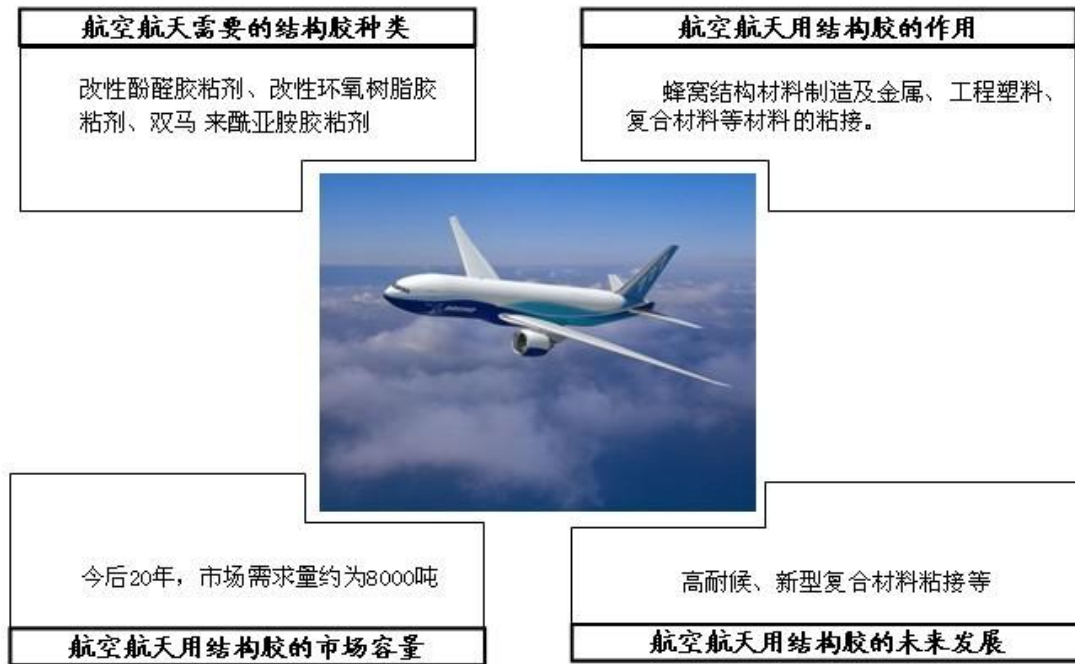 航空航天需要的结构胶种类
改性酚醛胶粘剂、改性环氧树脂胶
粘剂、双马 来酰亚胺胶粘剂
航空航天用结构胶的作用
蜂窝结构材料制造及金属、工程塑料、
复合材料等材料的粘接。
今后20年，市场需求量约为8000吨
航空航天用结构胶的市场容量
高耐候、新型复合材料粘接等
航空航天用结构胶的未来发展